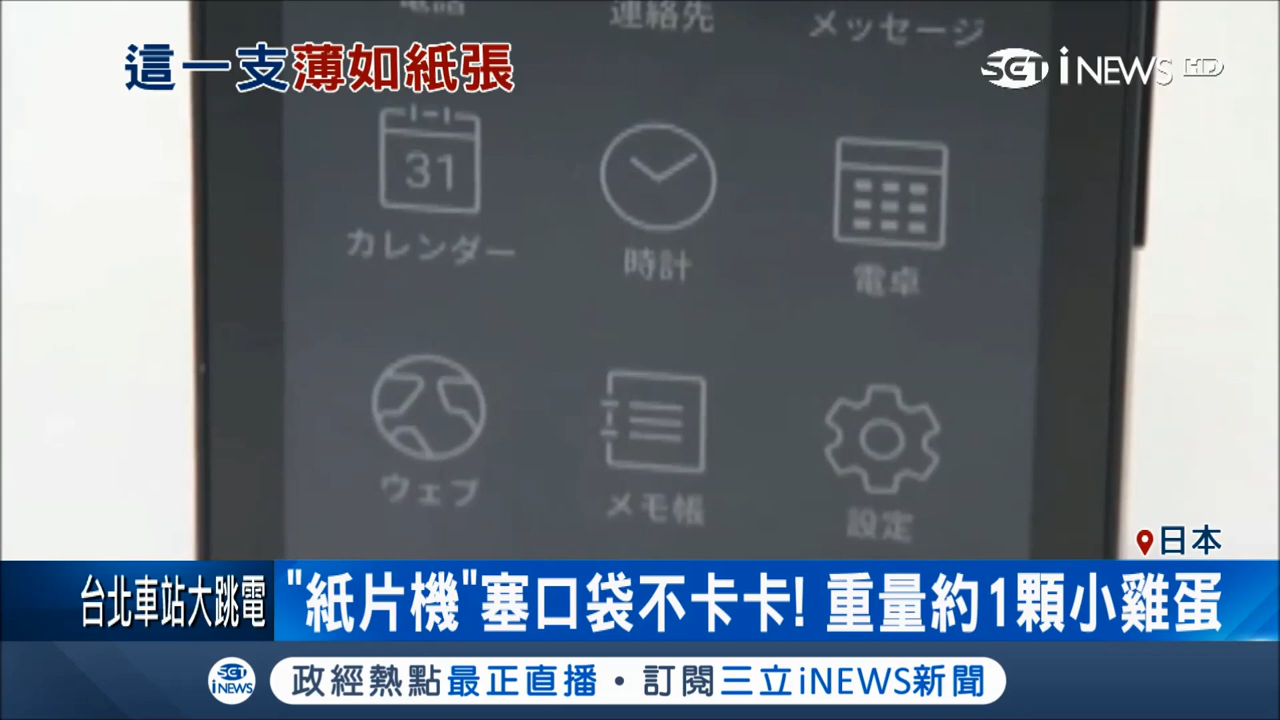 電話
連絡先
メッセージ
這一支薄如紙張
SET iNEWS HD
31
カレンダー
時計
電卓
ウェブ
メモ帳
設定
日本
台北車站大跳電
"紙片機"塞口袋不卡卡! 重量約1顆小雞蛋
SET iNEWS
政經熱點最正直播・訂閱三立iNEWS新聞